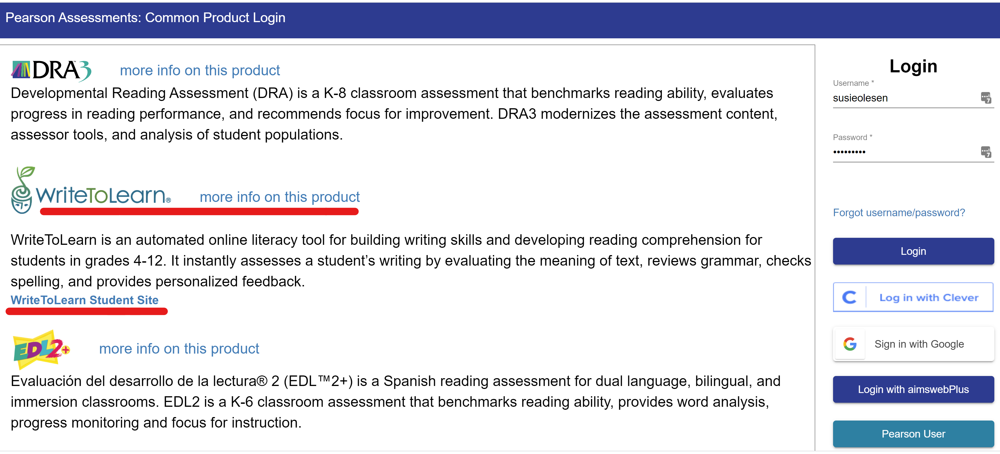 Pearson Assessments: Common Product Login
DRA™3 more info on this product
Developmental Reading Assessment (DRA) is a K-8 classroom assessment that benchmarks reading ability, evaluates
progress in reading performance, and recommends focus for improvement. DRA3 modernizes the assessment content,
assessor tools, and analysis of student populations.
WriteToLearn® more info on this product
WriteToLearn is an automated online literacy tool for building writing skills and developing reading comprehension for
students in grades 4-12. It instantly assesses a student’s writing by evaluating the meaning of text, reviews grammar, checks
spelling, and provides personalized feedback.
WriteToLearn Student Site
EDL2+ more info on this product
Evaluación del desarrollo de la lectura® 2 (EDL™2+) is a Spanish reading assessment for dual language, bilingual, and
immersion classrooms. EDL2 is a K-6 classroom assessment that benchmarks reading ability, provides word analysis,
progress monitoring and focus for instruction.
Login
Username *
susieolesen
7
Password *
•••••••••
7
Forgot username/password?
Login
C Log in with Clever
G Sign in with Google
Login with aimswebPlus
Pearson User